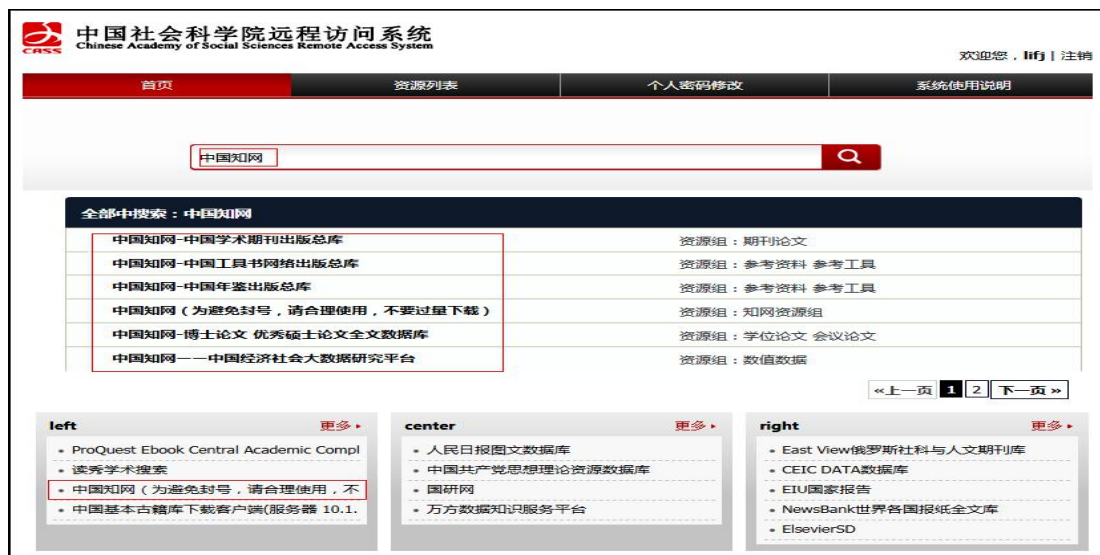 中国社会科学院远程访问系统
CASS
Chinese Academy of Social Sciences Remote Access System
欢迎您，lifj | 注销
首页 资源列表 个人密码修改 系统使用说明
中国知网
全部中搜索：中国知网
中国知网-中国学术期刊出版总库 资源组：期刊论文
中国知网-中国工具书网络出版总库 资源组：参考资料 参考工具
中国知网-中国年鉴出版总库 资源组：参考资料 参考工具
中国知网（为避免封号，请合理使用，不要过量下载） 资源组：知网资源组
中国知网-博士论文 优秀硕士论文全文数据库 资源组：学位论文 会议论文
中国知网——中国经济社会大数据研究平台 资源组：数值数据
«上一页 1 2 下一页»
left 更多
ProQuest Ebook Central Academic Compl
读秀学术搜索
中国知网（为避免封号，请合理使用，不
中国基本古籍库下载客户端(服务器 10.1.
center 更多
人民日报图文数据库
中国共产党思想理论资源数据库
国研网
万方数据知识服务平台
right 更多
East View俄罗斯社科与人文期刊库
CEIC DATA数据库
EIU国家报告
NewsBank世界各国报纸全文库
ElsevierSD